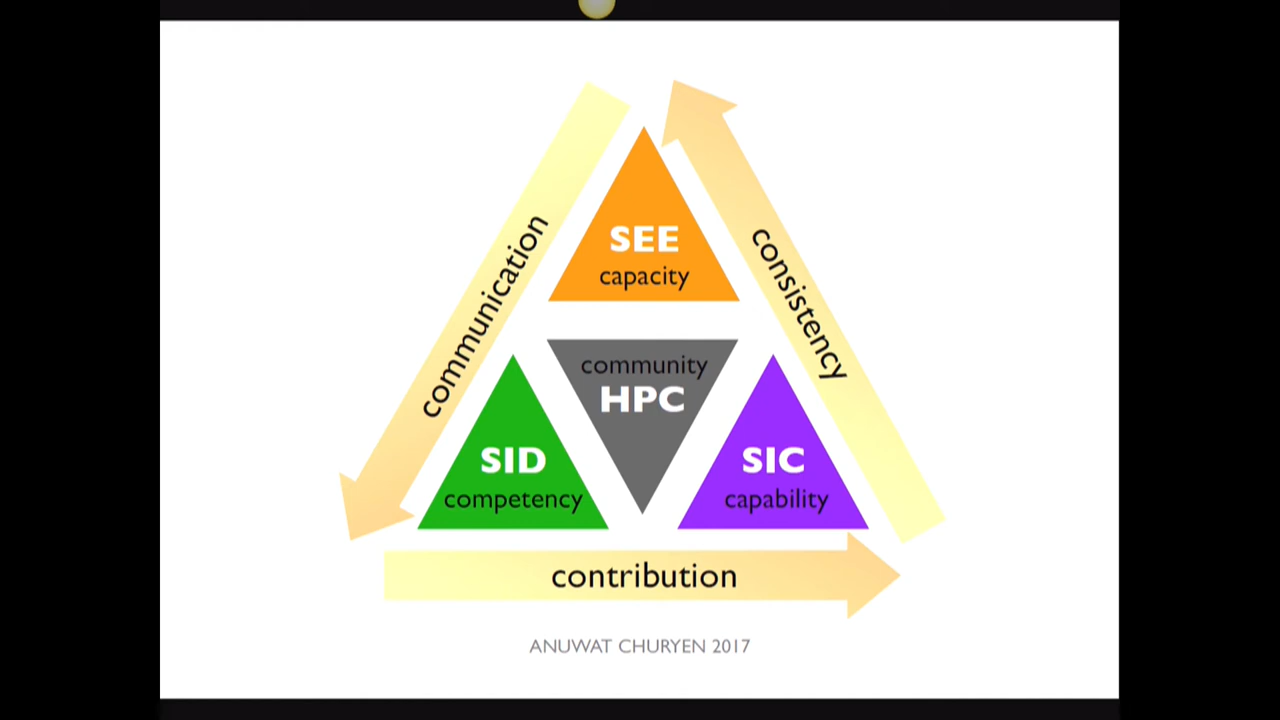 communication
consistency
SEE
capacity
community
HPC
SID
competency
SIC
capability
contribution
ANUWAT CHURYEN 2017